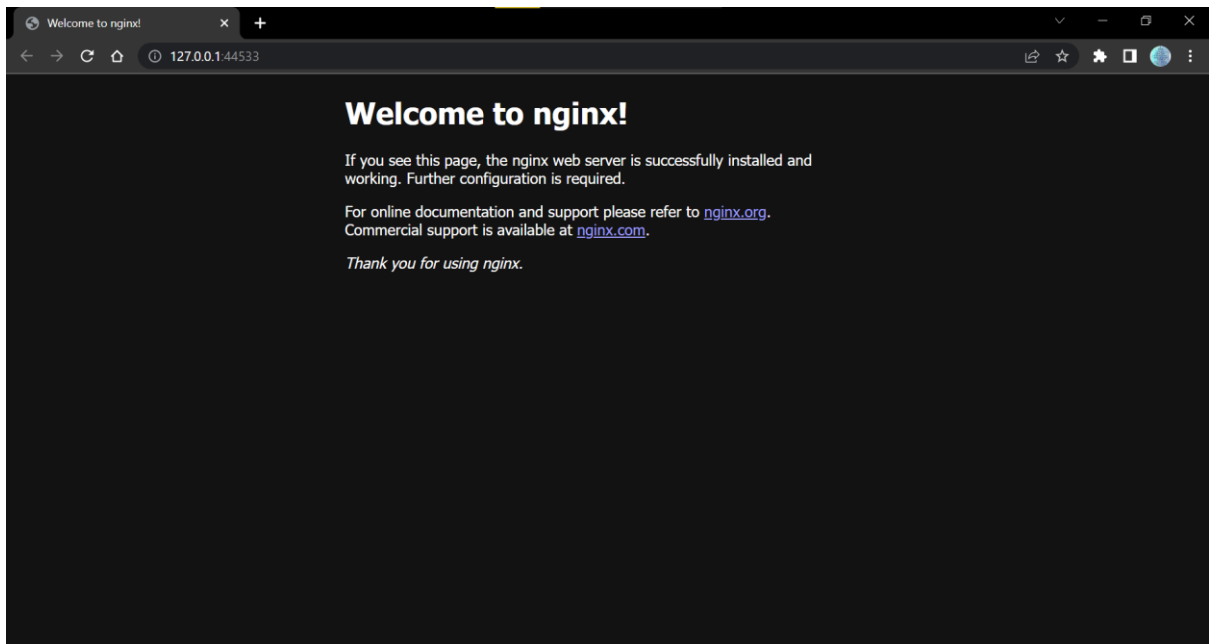 Welcome to nginx!
127.0.0.1:44533
Welcome to nginx!
If you see this page, the nginx web server is successfully installed and
working. Further configuration is required.
For online documentation and support please refer to nginx.org.
Commercial support is available at nginx.com.
Thank you for using nginx.